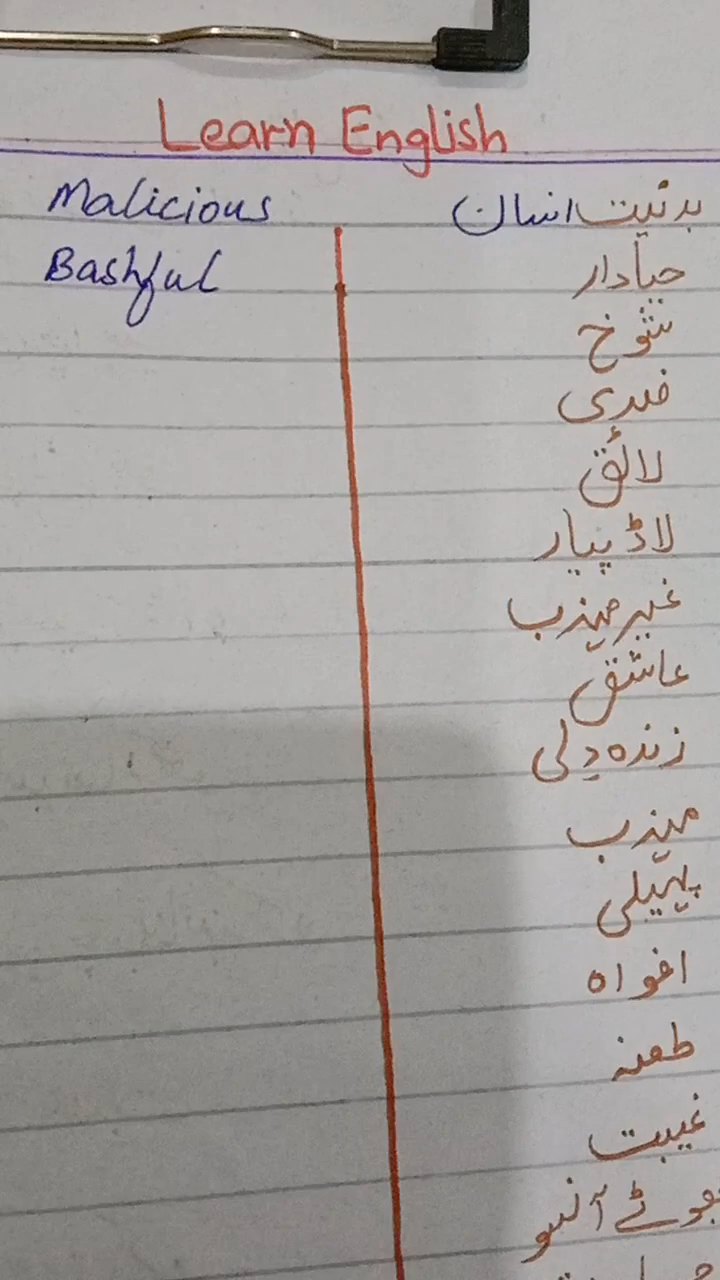 Learn English
Malicious بدنیت انسان
Bashful حیادار
شوخ
ضدی
لائق
لاڈ پیار
غیر مہذب
عاشق
زندہ دِلی
مہذب
پہیلی
افواہ
طعنہ
غیبت
جھوٹے آنسو